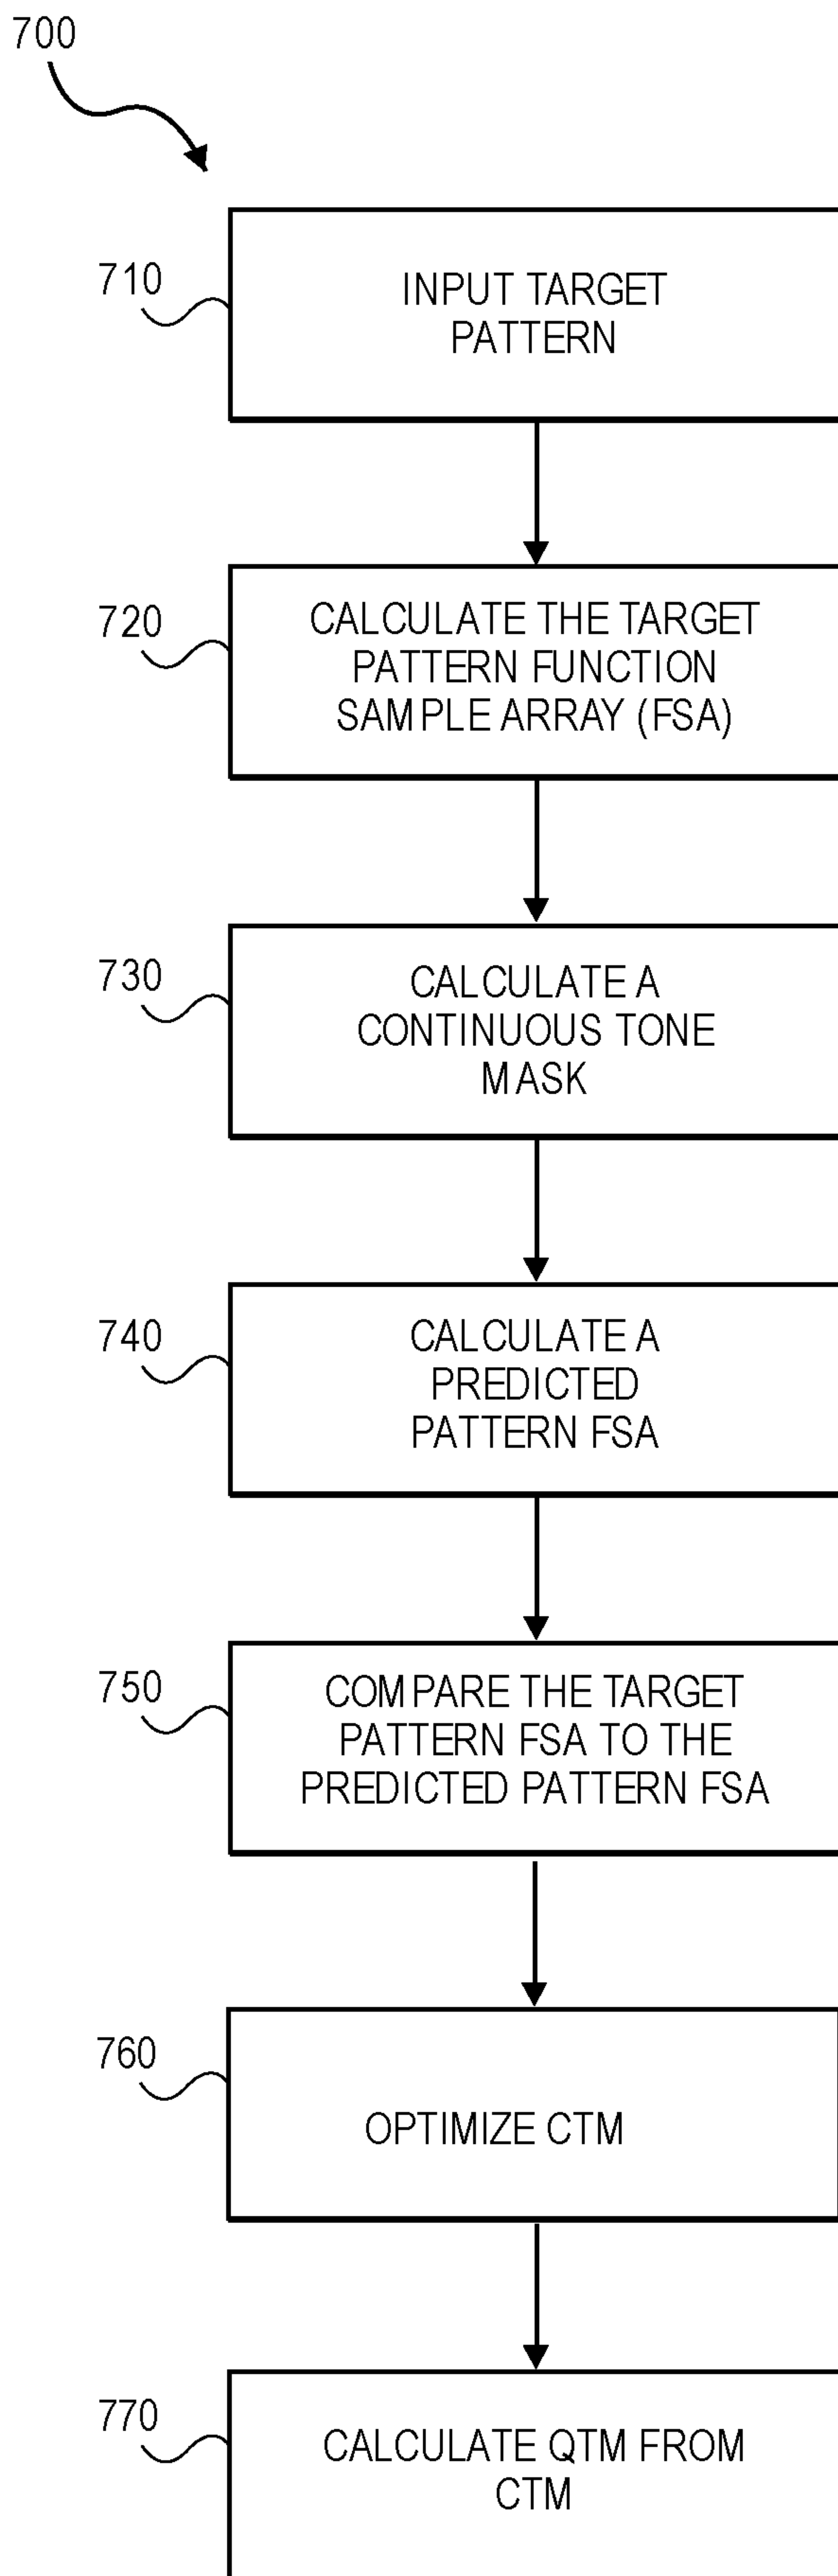 700
710
INPUT TARGET
PATTERN
720
CALCULATE THE TARGET
PATTERN FUNCTION
SAMPLE ARRAY (FSA)
730
CALCULATE A
CONTINUOUS TONE
MASK
740
CALCULATE A
PREDICTED
PATTERN FSA
750
COMPARE THE TARGET
PATTERN FSA TO THE
PREDICTED PATTERN FSA
760
OPTIMIZE CTM
770
CALCULATE QTM FROM
CTM